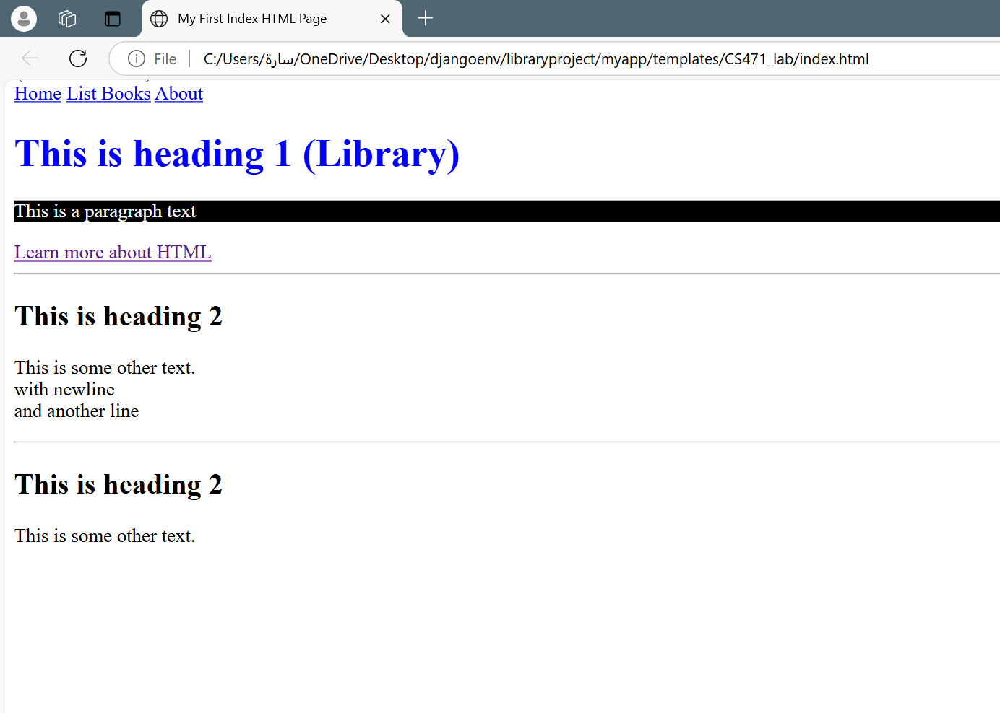 My First Index HTML Page
File C:/Users/سارة/OneDrive/Desktop/djangoenv/libraryproject/myapp/templates/CS471_lab/index.html
Home List Books About
This is heading 1 (Library)
This is a paragraph text
Learn more about HTML
This is heading 2
This is some other text.
with newline
and another line
This is heading 2
This is some other text.